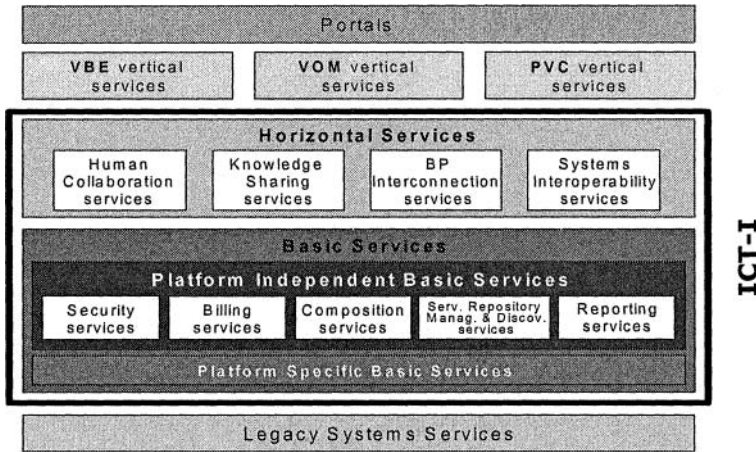 Portals
VBE vertical
services
VOM vertical
services
PVC vertical
services
Horizontal Services
Human
Collaboration
services
Knowledge
Sharing
services
BP
Interconnection
services
Systems
Interoperability
services
Basic Services
Platform Independent Basic Services
Security
services
Billing
services
Composition
services
Serv. Repository
Manag. & Discov.
services
Reporting
services
Platform Specific Basic Services
Legacy Systems Services
ICT-I